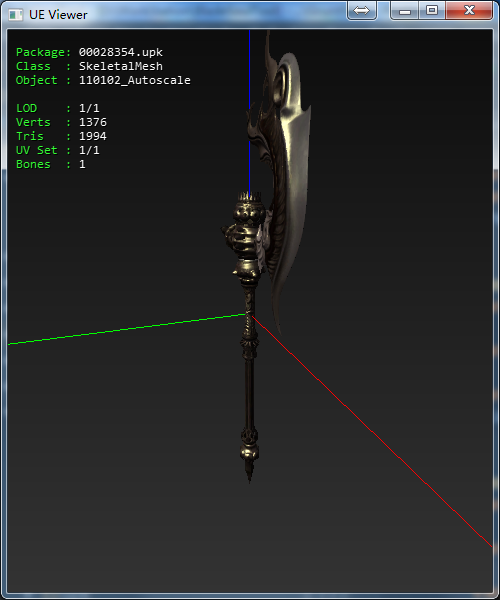 UE Viewer
Package: 00028354.upk
Class  : SkeletalMesh
Object : 110102_Autoscale
LOD    : 1/1
Verts  : 1376
Tris   : 1994
UV Set : 1/1
Bones  : 1